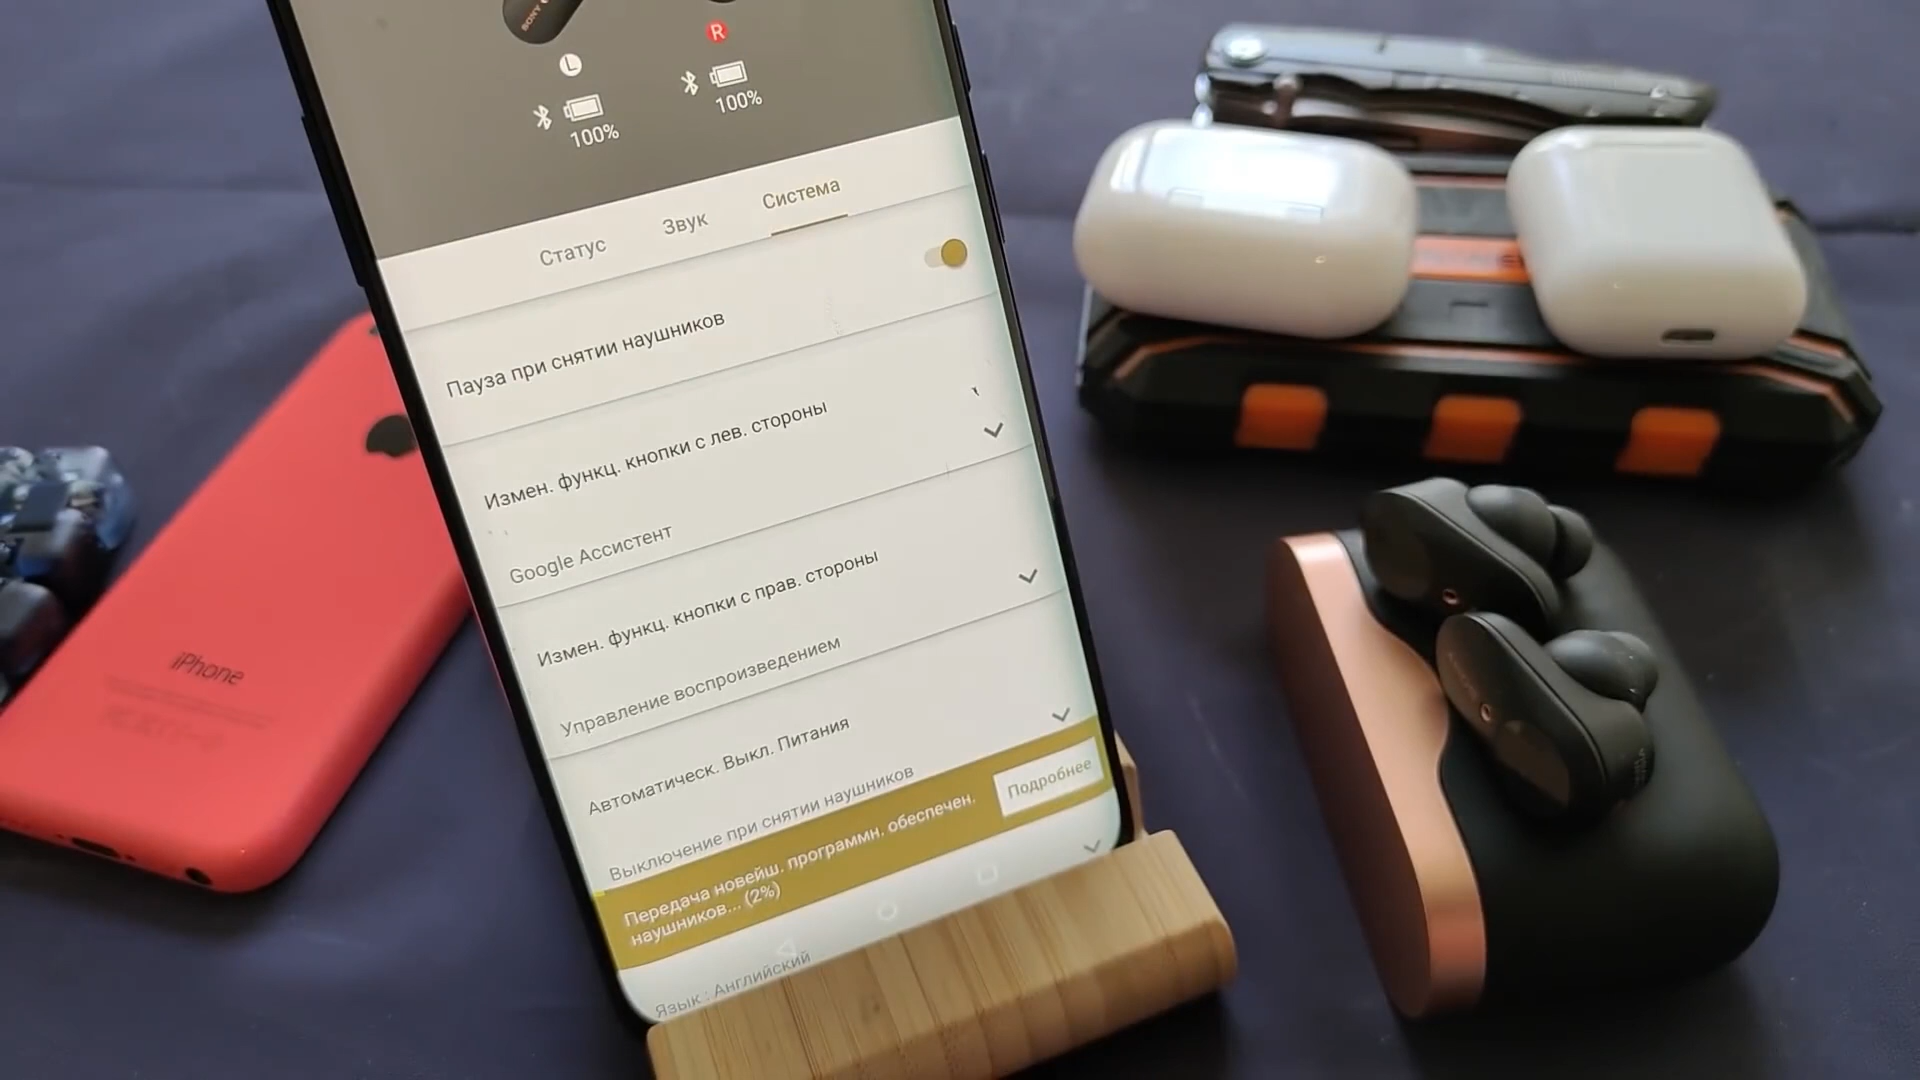 SONY
L
R
100%
100%
Статус
Звук
Система
Пауза при снятии наушников
Измен. функц. кнопки с лев. стороны
Google Ассистент
Измен. функц. кнопки с прав. стороны
Управление воспроизведением
Автоматическ. Выкл. Питания
Выключение при снятии наушников
Передача новейш. программн. обеспечен.
наушников... (2%)
Подробнее
Язык : Английский
iPhone